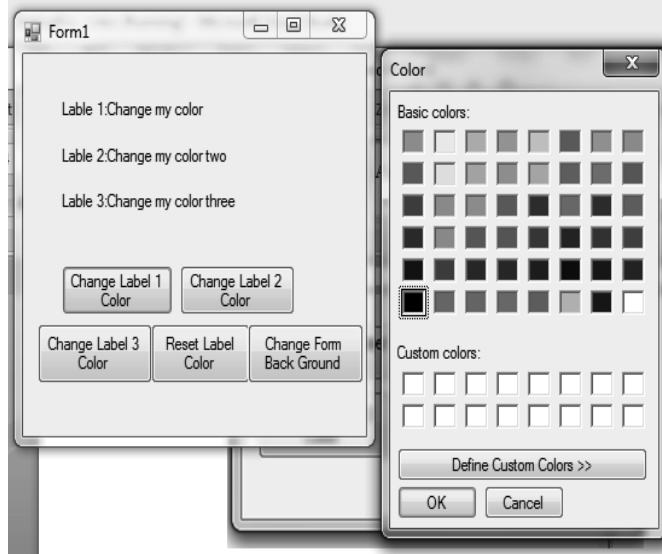 Form1
Lable 1:Change my color
Lable 2:Change my color two
Lable 3:Change my color three
Change Label 1
Color
Change Label 2
Color
Change Label 3
Color
Reset Label
Color
Change Form
Back Ground
Color
Basic colors:
Custom colors:
Define Custom Colors >>
OK
Cancel